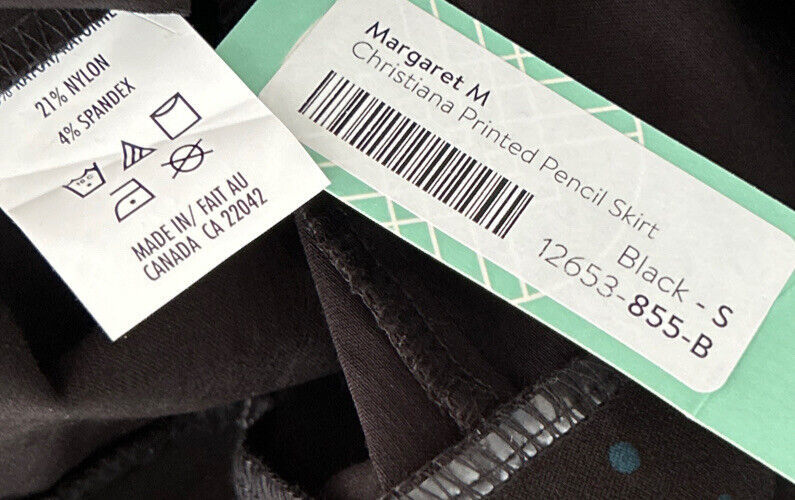 21% NYLON
4% SPANDEX
MADE IN/ FAIT AU
CANADA CA 22042
Margaret M
Christiana Printed Pencil Skirt
Black - S
12653-855-B